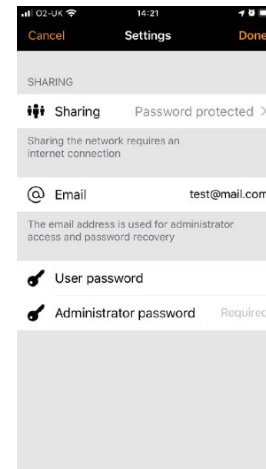 O2-UK 14:21
Cancel Settings Done
SHARING
Sharing Password protected
Sharing the network requires an
internet connection
Email test@mail.com
The email address is used for administrator
access and password recovery
User password
Administrator password Required